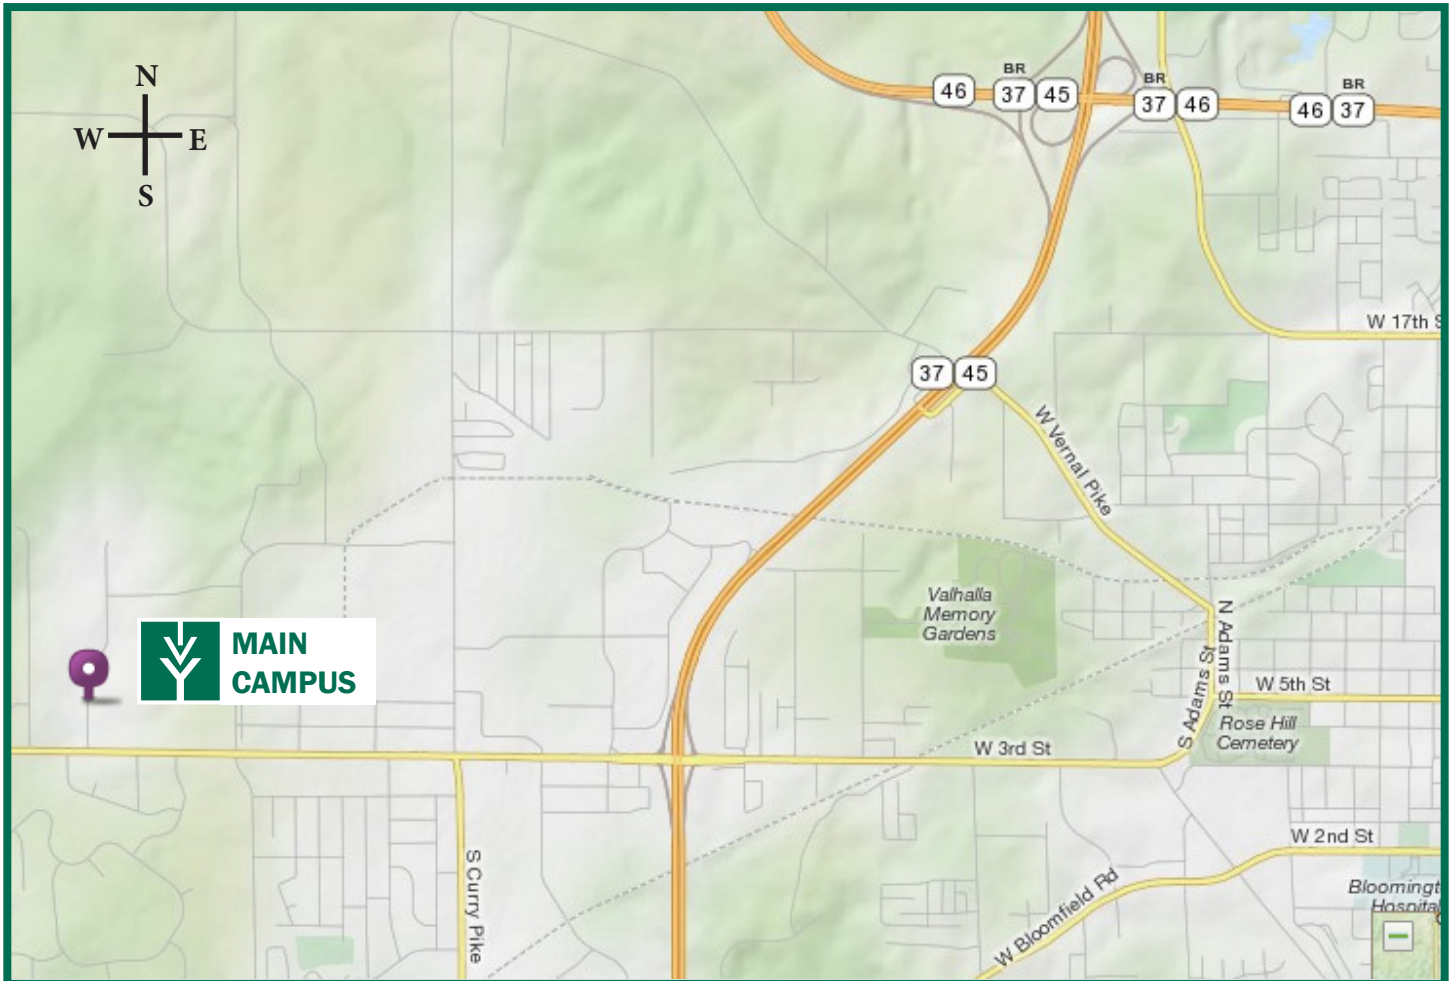 N
W E
S
46
BR
37
45
BR
37
46
BR
46
37
W 17th S
37
45
W Vernal Pike
Valhalla
Memory
Gardens
N Adams St
S Adams St
MAIN
CAMPUS
W 5th St
Rose Hill
Cemetery
W 3rd St
W 2nd St
S Curry Pike
W Bloomfield Rd
Bloomingt
Hospital